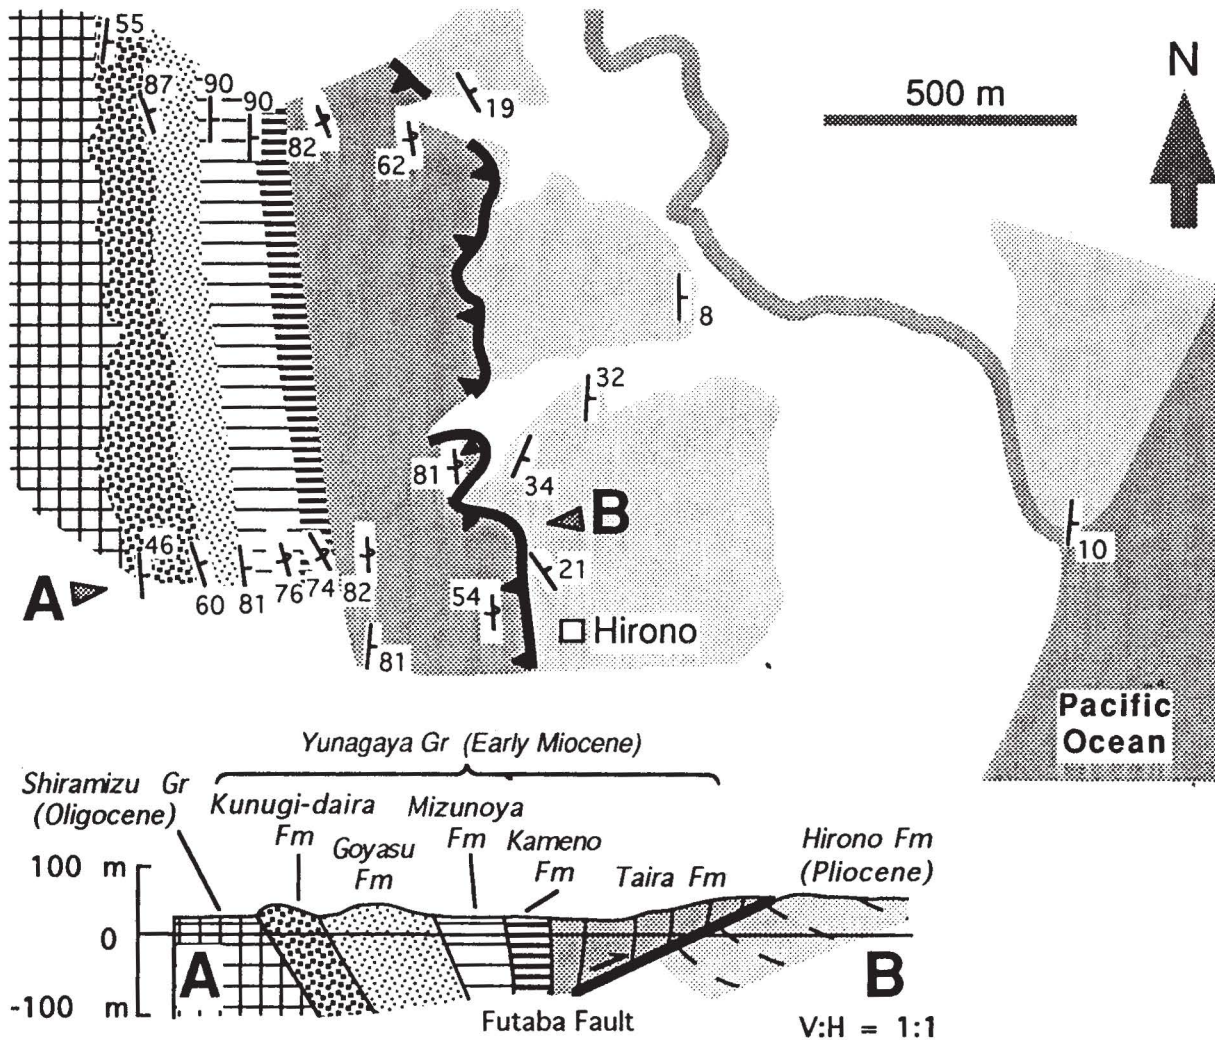 55
87
90
90
82
62
19
500 m
N
8
32
81
34
B
10
46
A
60
81
76
74
82
54
21
Hirono
81
Pacific
Ocean
Yunagaya Gr (Early Miocene)
Shiramizu Gr
(Oligocene)
Kunugi-daira
Fm
Goyasu
Fm
Mizunoya
Fm
Kameno
Fm
Taira Fm
Hirono Fm
(Pliocene)
100 m
0
-100 m
A
B
Futaba Fault
V:H = 1:1